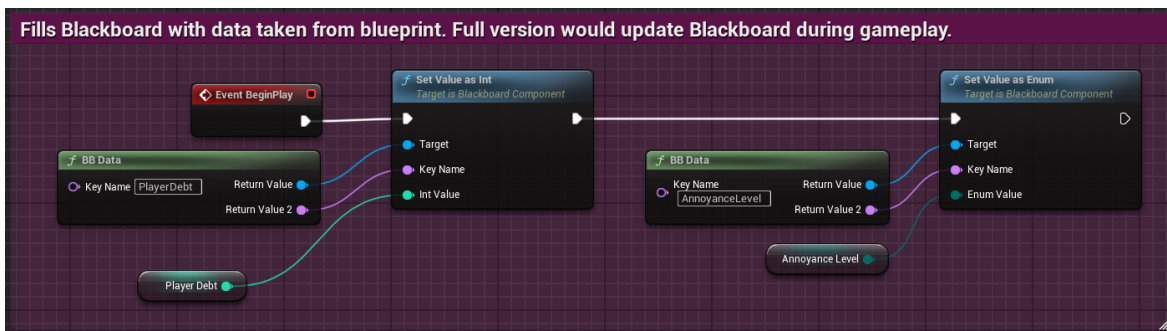 Fills Blackboard with data taken from blueprint. Full version would update Blackboard during gameplay.
Event BeginPlay
f Set Value as Int
Target is Blackboard Component
Target
Key Name
Int Value
f BB Data
Key Name PlayerDebt
Return Value
Return Value 2
Player Debt
f Set Value as Enum
Target is Blackboard Component
Target
Key Name
Enum Value
f BB Data
Key Name
AnnoyanceLevel
Return Value
Return Value 2
Annoyance Level